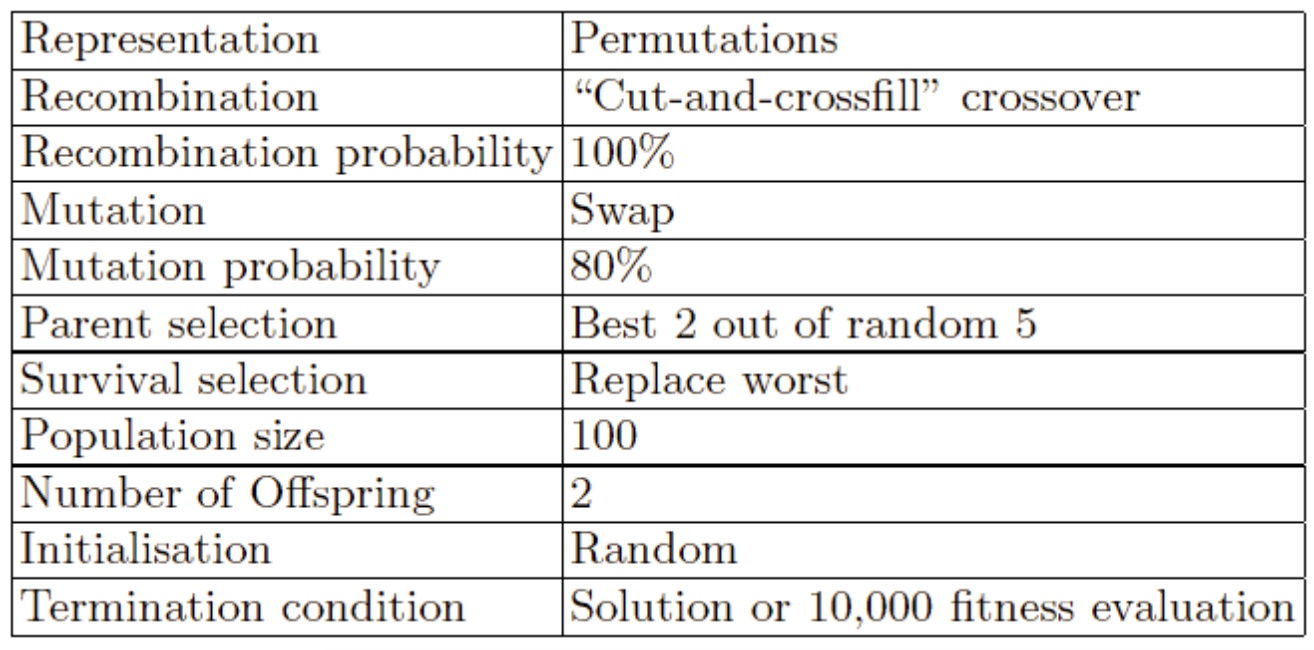 Representation Permutations
Recombination “Cut-and-crossfill” crossover
Recombination probability 100%
Mutation Swap
Mutation probability 80%
Parent selection Best 2 out of random 5
Survival selection Replace worst
Population size 100
Number of Offspring 2
Initialisation Random
Termination condition Solution or 10,000 fitness evaluation